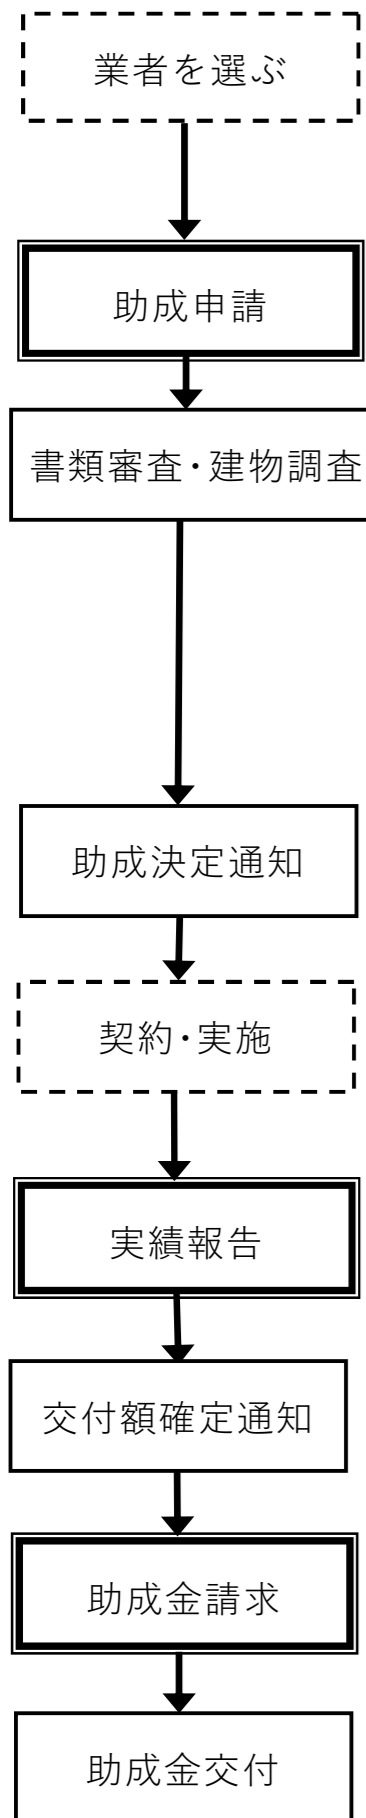 業者を選ぶ
助成申請
書類審査・建物調査
助成決定通知
契約・実施
実績報告
交付額確定通知
助成金請求
助成金交付